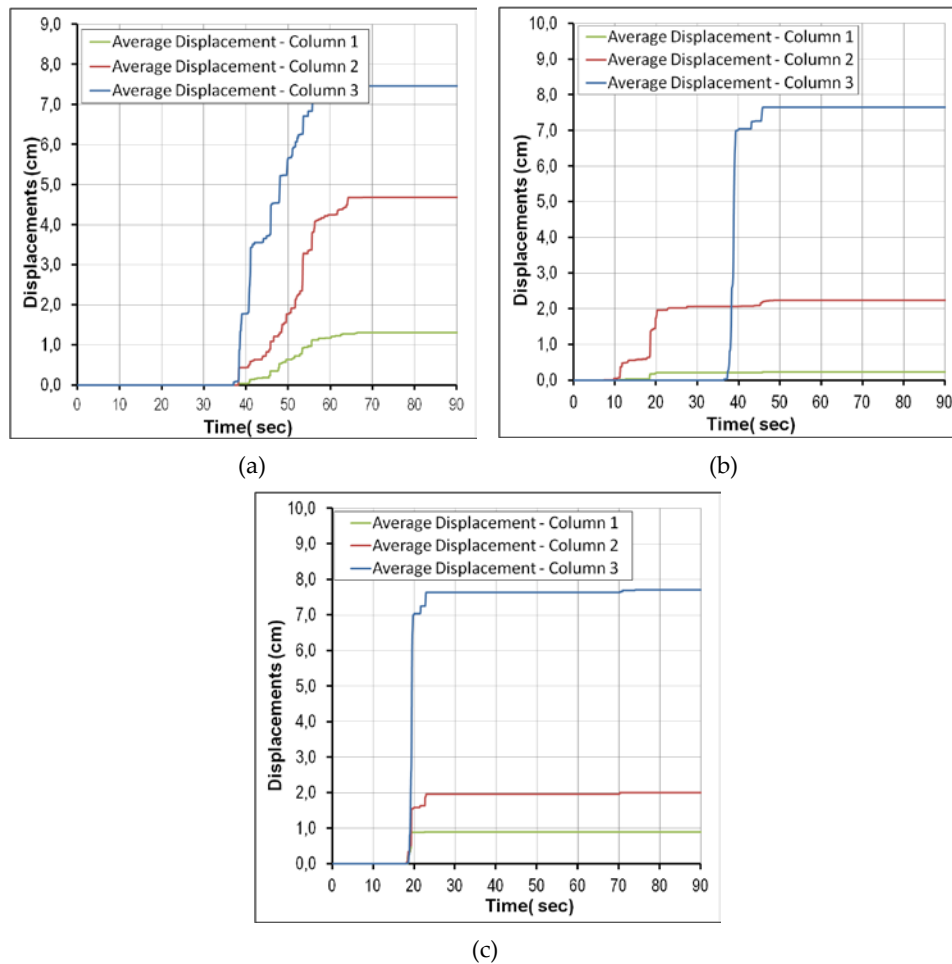 9,0
8,0
7,0
6,0
5,0
4,0
3,0
2,0
1,0
0,0
Displacements (cm)
Average Displacement - Column 1
Average Displacement - Column 2
Average Displacement - Column 3
0 10 20 30 40 50 60 70 80 90
Time( sec)
(a)
10,0
9,0
8,0
7,0
6,0
5,0
4,0
3,0
2,0
1,0
0,0
Displacements (cm)
Average Displacement - Column 1
Average Displacement - Column 2
Average Displacement - Column 3
0 10 20 30 40 50 60 70 80 90
Time( sec)
(b)
10,0
9,0
8,0
7,0
6,0
5,0
4,0
3,0
2,0
1,0
0,0
Displacements (cm)
Average Displacement - Column 1
Average Displacement - Column 2
Average Displacement - Column 3
0 10 20 30 40 50 60 70 80 90
Time( sec)
(c)